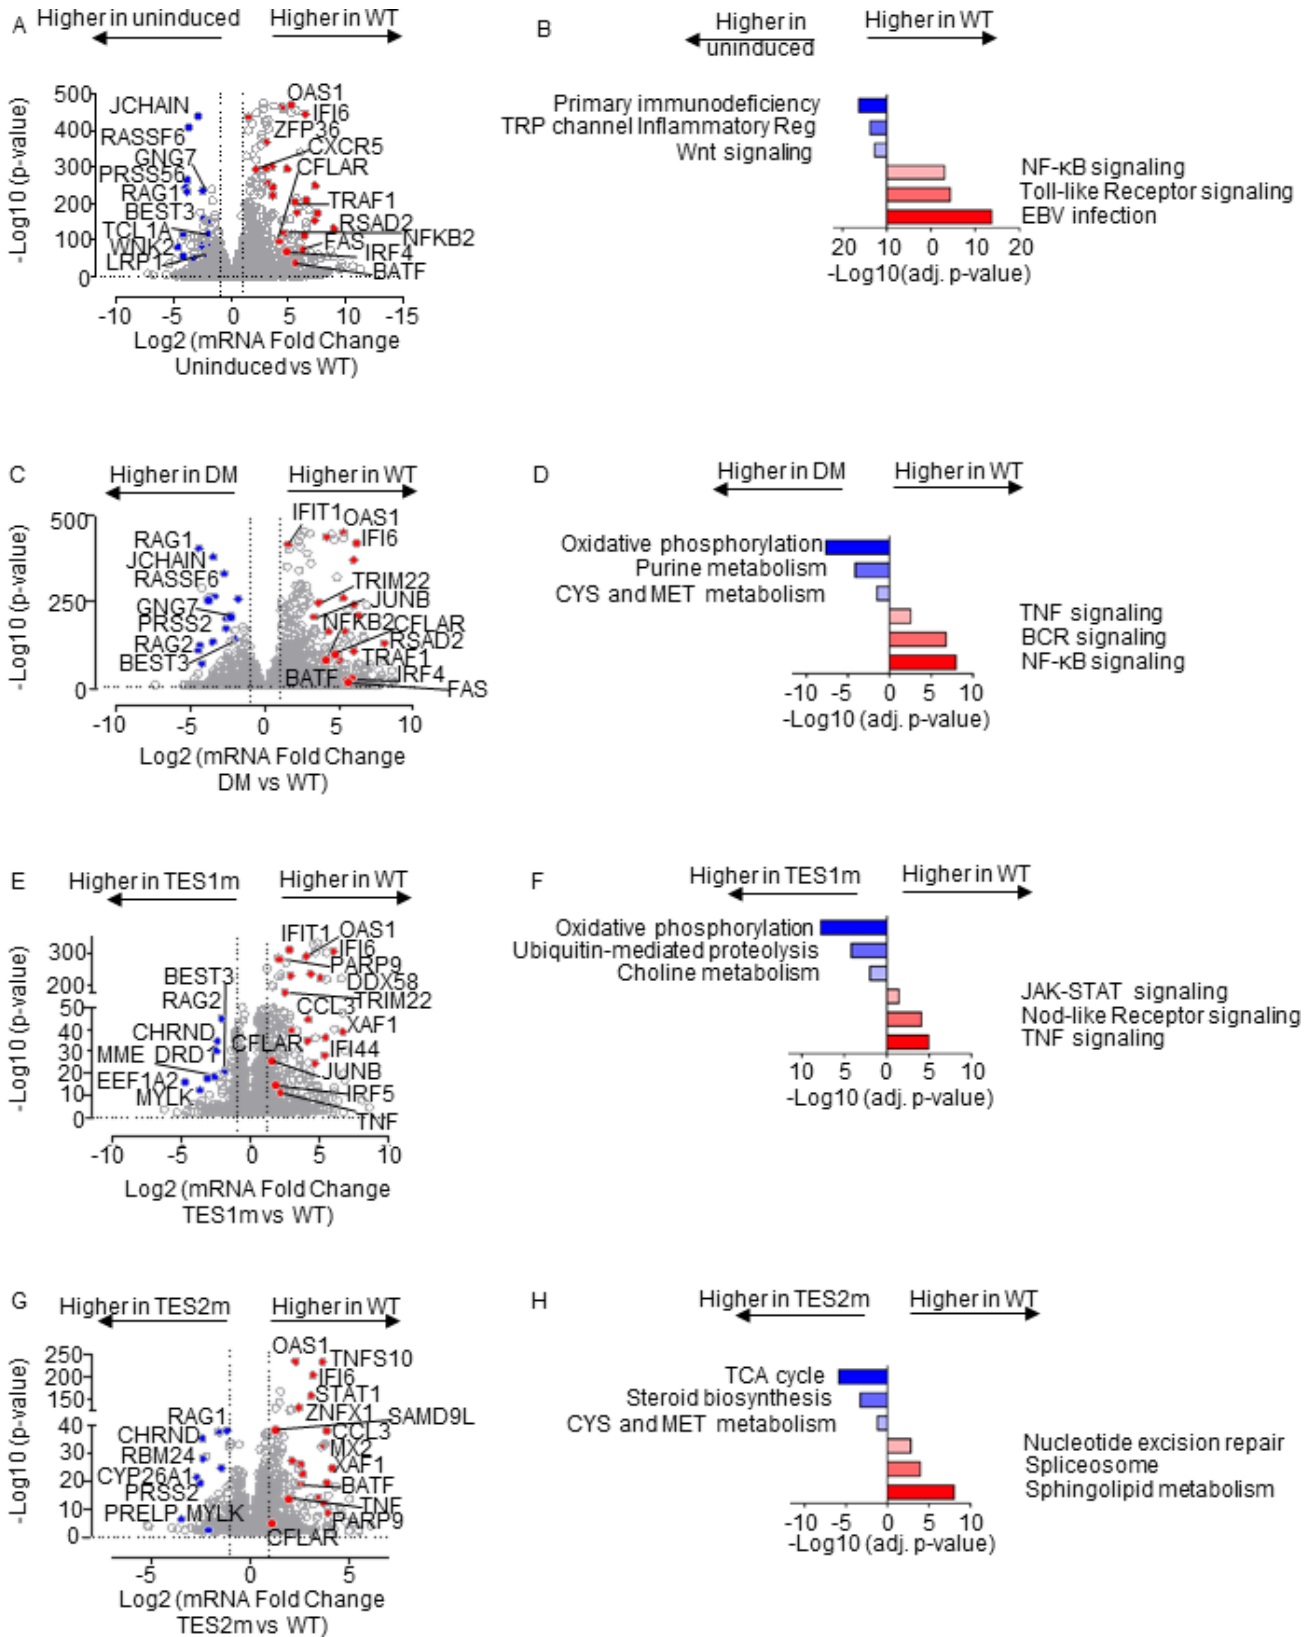 A
Higher in uninduced
Higher in WT
-Log10 (p-value)
500
400
300
200
100
0
JCHAIN
RASSF6
GNG7
PRSS56
RAG1
BEST3
TCL1A
WNK2
LRP1
OAS1
IFI6
ZFP36
CXCR5
CFLAR
TRAF1
RSAD2
NFKB2
FAS
IRF4
BATF
-10 -5 0 5 10 -15
Log2 (mRNA Fold Change
Uninduced vs WT)
B
Higher in
uninduced
Higher in WT
Primary immunodeficiency
TRP channel Inflammatory Reg
Wnt signaling
NF-κB signaling
Toll-like Receptor signaling
EBV infection
20 10 0 10 20
-Log10 (adj. p-value)
C
Higher in DM
Higher in WT
-Log10 (p-value)
500
250
0
RAG1
JCHAIN
RASSF6
GNG7
PRSS2
RAG2
BEST3
IFIT1
OAS1
IFI6
TRIM22
JUNB
NFKB2
CFLAR
RSAD2
TRAF1
BATF
IRF4
FAS
-5 0 5 10
Log2 (mRNA Fold Change
DM vs WT)
D
Higher in DM
Higher in WT
Oxidative phosphorylation
Purine metabolism
CYS and MET metabolism
TNF signaling
BCR signaling
NF-κB signaling
-10 -5 0 5 10
-Log10 (adj. p-value)
E
Higher in TES1m
Higher in WT
-Log10 (p-value)
300
200
50
40
30
20
10
0
BEST3
RAG2
CHRND
MME DRD1
EEF1A2
MYLK
IFIT1
OAS1
IFI6
PARP9
DDX58
TRIM22
CCL3
XAF1
CFLAR
IFI44
JUNB
IRF5
TNF
-10 -5 0 5 10
Log2 (mRNA Fold Change
TES1m vs WT)
F
Higher in TES1m
Higher in WT
Oxidative phosphorylation
Ubiquitin-mediated proteolysis
Choline metabolism
JAK-STAT signaling
Nod-like Receptor signaling
TNF signaling
10 5 0 5 10
-Log10 (adj. p-value)
G
Higher in TES2m
Higher in WT
-Log10 (p-value)
250
200
150
40
30
20
10
0
RAG1
CHRND
RBM24
CYP26A1
PRSS2
PRELP MYLK
OAS1
TNFS10
IFI6
STAT1
ZNFX1
SAMD9L
CCL3
MX2
XAF1
BATF
TNF
PARP9
CFLAR
-5 0 5
Log2 (mRNA Fold Change
TES2m vs WT)
H
Higher in TES2m
Higher in WT
TCA cycle
Steroid biosynthesis
CYS and MET metabolism
Nucleotide excision repair
Spliceosome
Sphingolipid metabolism
-10 -5 0 5 10
-Log10 (adj. p-value)